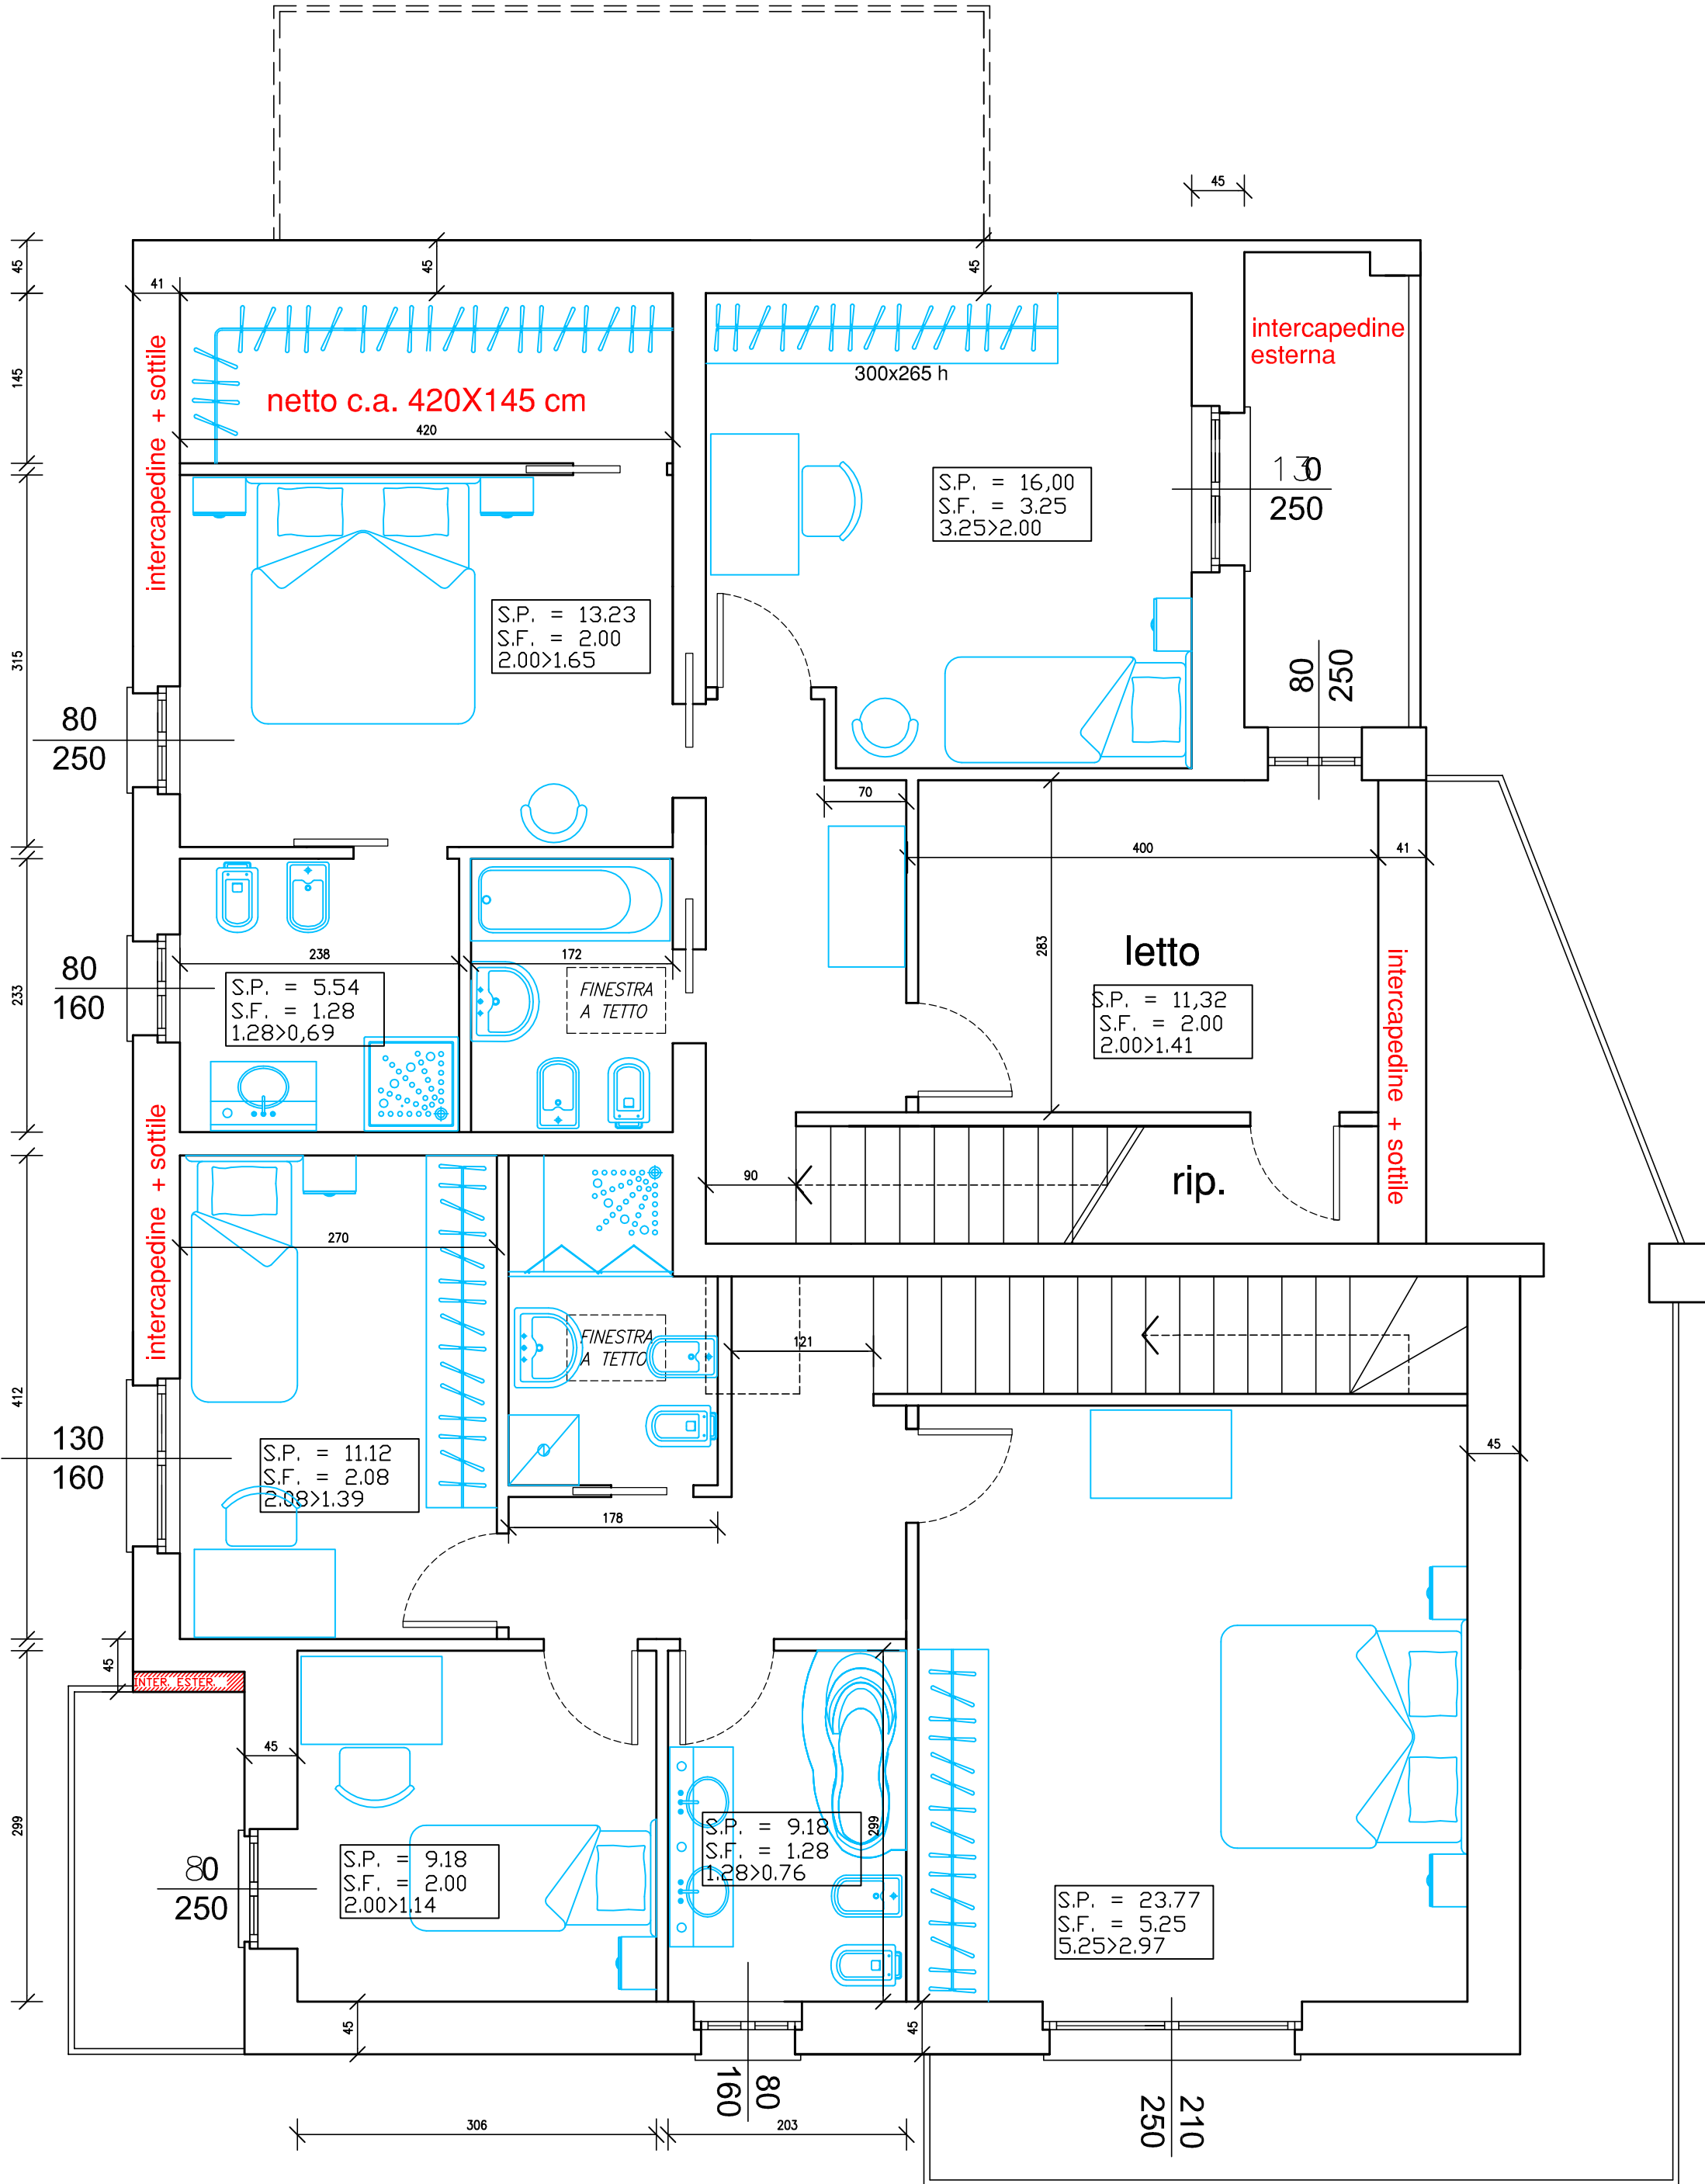 45
45
41
45
45
145
intercapedine + sottile
netto c.a. 420X145 cm
420
300x265 h
intercapedine
esterna
S.P. = 16,00
S.F. = 3.25
3.25>2.00
130
250
S.P. = 13.23
S.F. = 2.00
2.00>1.65
315
80
250
80
250
70
400
41
283
letto
S.P. = 11,32
S.F. = 2.00
2.00>1.41
intercapedine + sottile
238
172
233
80
160
S.P. = 5.54
S.F. = 1.28
1.28>0,69
FINESTRA
A TETTO
intercapedine + sottile
90
rip.
270
FINESTRA
A TETTO
121
412
130
160
S.P. = 11.12
S.F. = 2.08
2.08>1.39
178
45
45
INTER. ESTER.
45
299
80
250
S.P. = 9.18
S.F. = 2.00
2.00>1.14
S.P. = 9.18
S.F. = 1.28
1.28>0.76
299
S.P. = 23.77
S.F. = 5.25
5.25>2.97
45
45
80
160
210
250
306
203